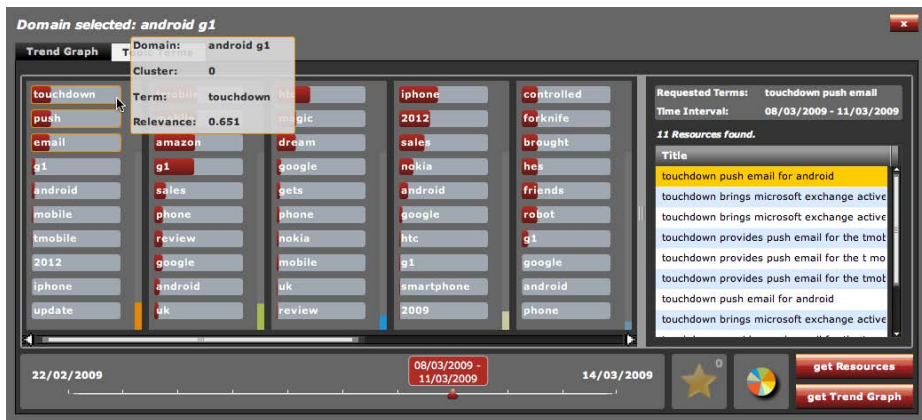 Domain selected: android g1
x
Trend Graph
Domain: android g1
Cluster: 0
Term: touchdown
Relevance: 0.651
touchdown
push
email
g1
android
mobile
tmobile
2012
iphone
update
amazon
g1
sales
phone
review
google
android
uk
magic
dream
google
gets
phone
nokia
mobile
uk
review
iphone
2012
sales
nokia
android
google
htc
g1
smartphone
2009
controlled
forknife
brought
hes
friends
robot
g1
google
android
phone
Requested Terms: touchdown push email
Time Interval: 08/03/2009 - 11/03/2009
11 Resources found.
Title
touchdown push email for android
touchdown brings microsoft exchange active
touchdown brings microsoft exchange active
touchdown provides push email for the tmob
touchdown provides push email for the t mo
touchdown provides push email for the tmob
touchdown push email for android
touchdown brings microsoft exchange active
22/02/2009
08/03/2009 -
11/03/2009
14/03/2009
0
get Resources
get Trend Graph